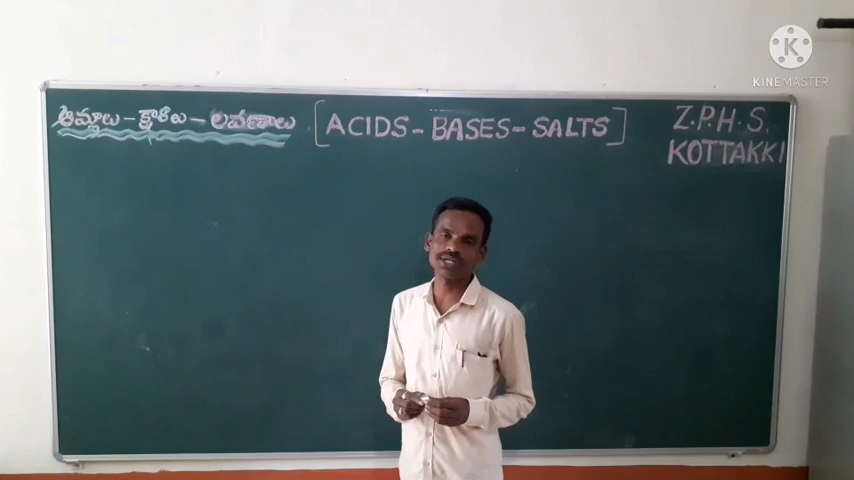 ఆమ్లాలు - క్షారాలు - లవణాలు [ACIDS - BASES - SALTS]
Z.P.H.S.
KOTTAKKI
K
KINEMASTER